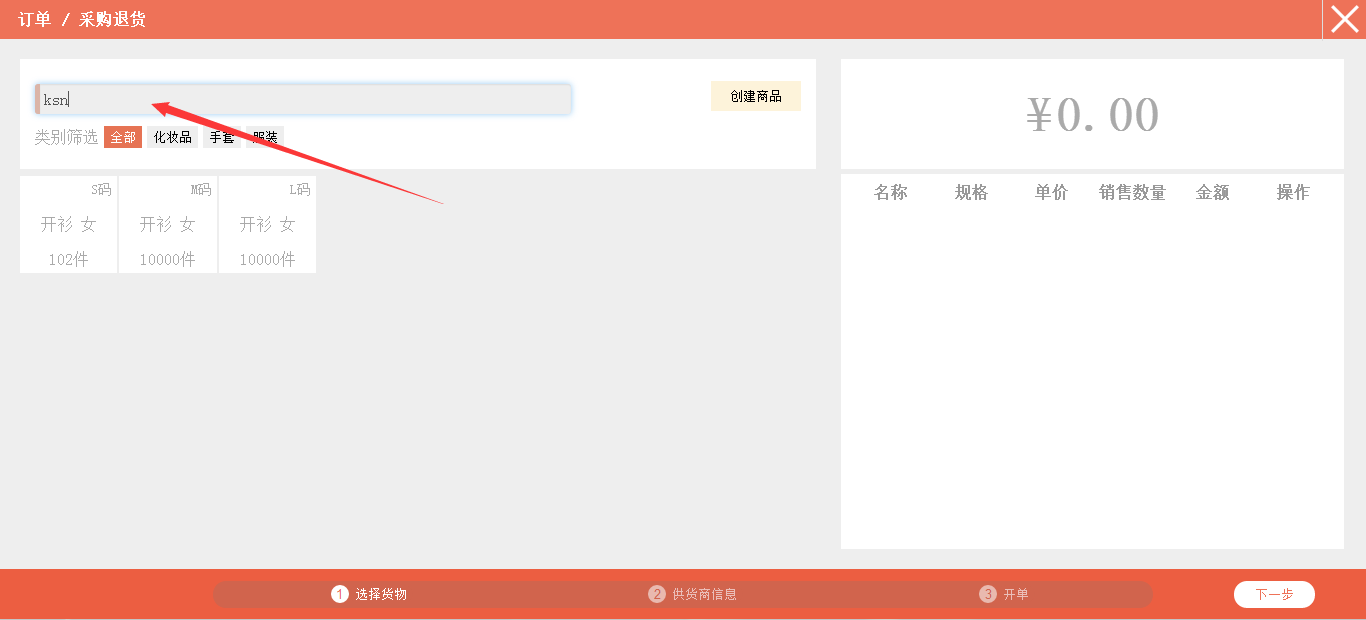 订单 / 采购退货
ksn
创建商品
类别筛选 全部 化妆品 手套 服装
S码 M码 L码
开衫 女 开衫 女 开衫 女
102件 10000件 10000件
¥0.00
名称 规格 单价 销售数量 金额 操作
1 选择货物 2 供货商信息 3 开单 下一步